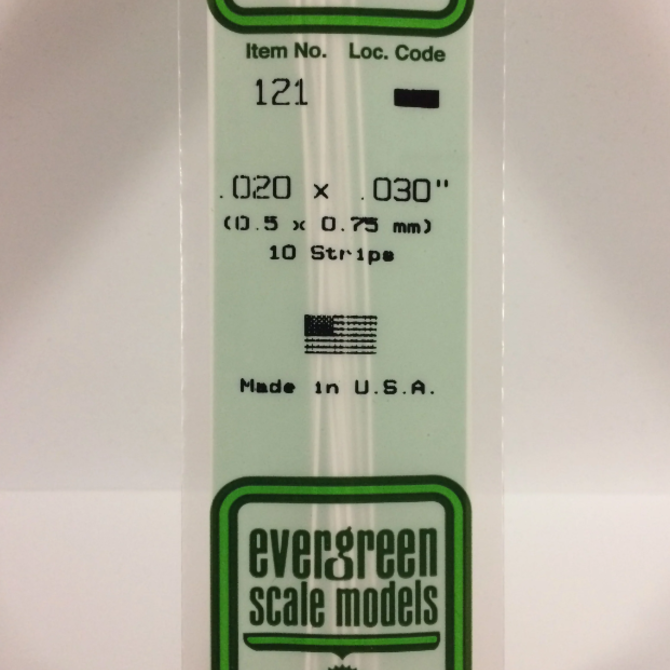 Item No. Loc. Code
121
.020 x .030"
(0.5 x 0.75 mm)
10 Strips
Made in U.S.A.
evergreen
scale models